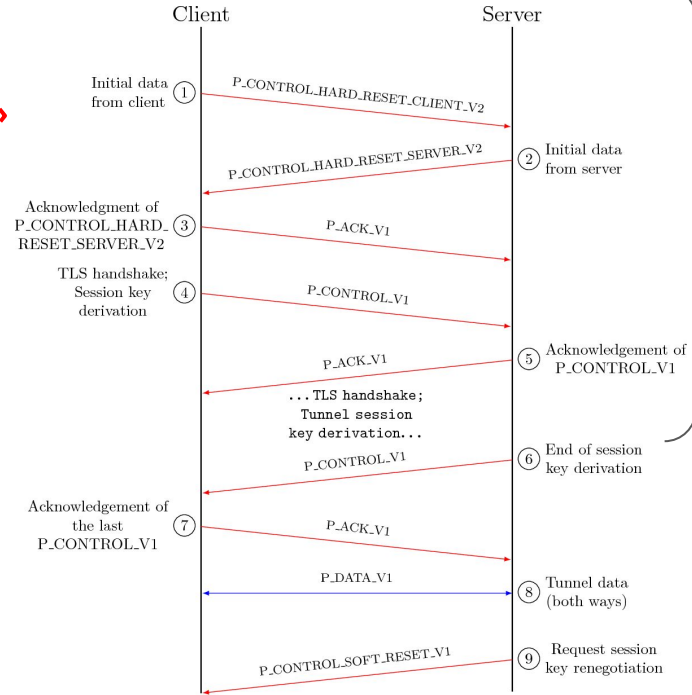 Client
Server
Initial data
from client
1
P_CONTROL_HARD_RESET_CLIENT_V2
P_CONTROL_HARD_RESET_SERVER_V2
2
Initial data
from server
Acknowledgment of
P_CONTROL_HARD_
RESET_SERVER_V2
3
P_ACK_V1
TLS handshake;
Session key
derivation
4
P_CONTROL_V1
P_ACK_V1
5
Acknowledgement of
P_CONTROL_V1
...TLS handshake;
Tunnel session
key derivation...
P_CONTROL_V1
6
End of session
key derivation
Acknowledgement of
the last
P_CONTROL_V1
7
P_ACK_V1
P_DATA_V1
8
Tunnel data
(both ways)
P_CONTROL_SOFT_RESET_V1
9
Request session
key renegotiation